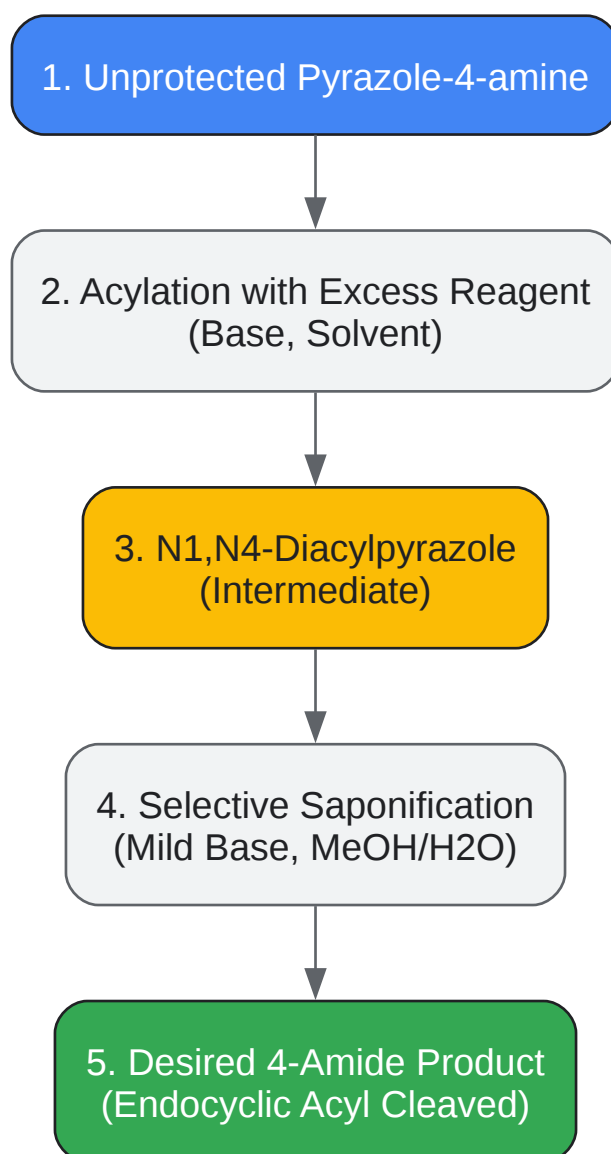 1. Unprotected Pyrazole-4-amine
2. Acylation with Excess Reagent
(Base, Solvent)
3. N1,N4-Diacylpyrazole
(Intermediate)
4. Selective Saponification
(Mild Base, MeOH/H2O)
5. Desired 4-Amide Product
(Endocyclic Acyl Cleaved)